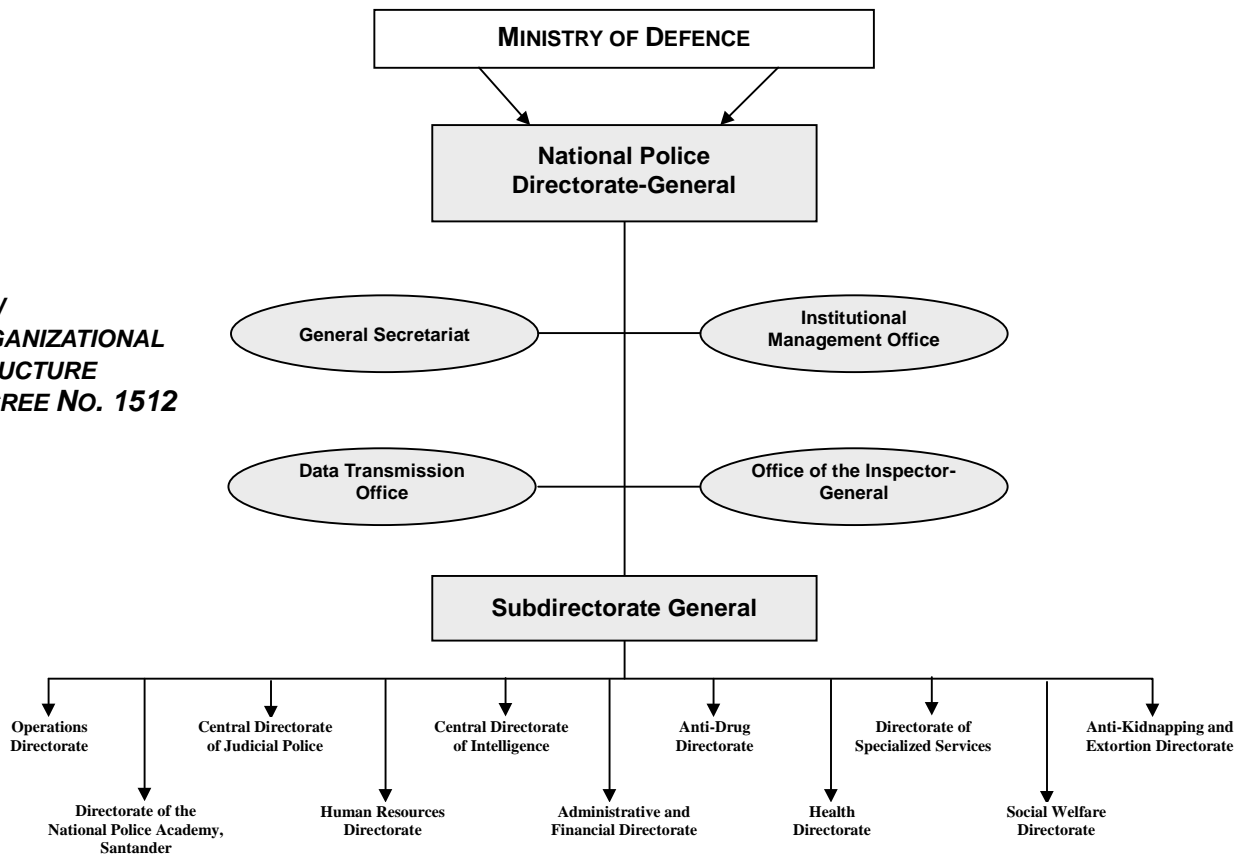 MINISTRY OF DEFENCE
National Police
Directorate-General
GANIZATIONAL
UCTURE
REE NO. 1512
General Secretariat
Institutional
Management Office
Data Transmission
Office
Office of the Inspector-
General
Subdirectorate General
Operations
Directorate
Central Directorate
of Judicial Police
Central Directorate
of Intelligence
Anti-Drug
Directorate
Directorate of
Specialized Services
Anti-Kidnapping and
Extortion Directorate
Directorate of the
National Police Academy,
Santander
Human Resources
Directorate
Administrative and
Financial Directorate
Health
Directorate
Social Welfare
Directorate